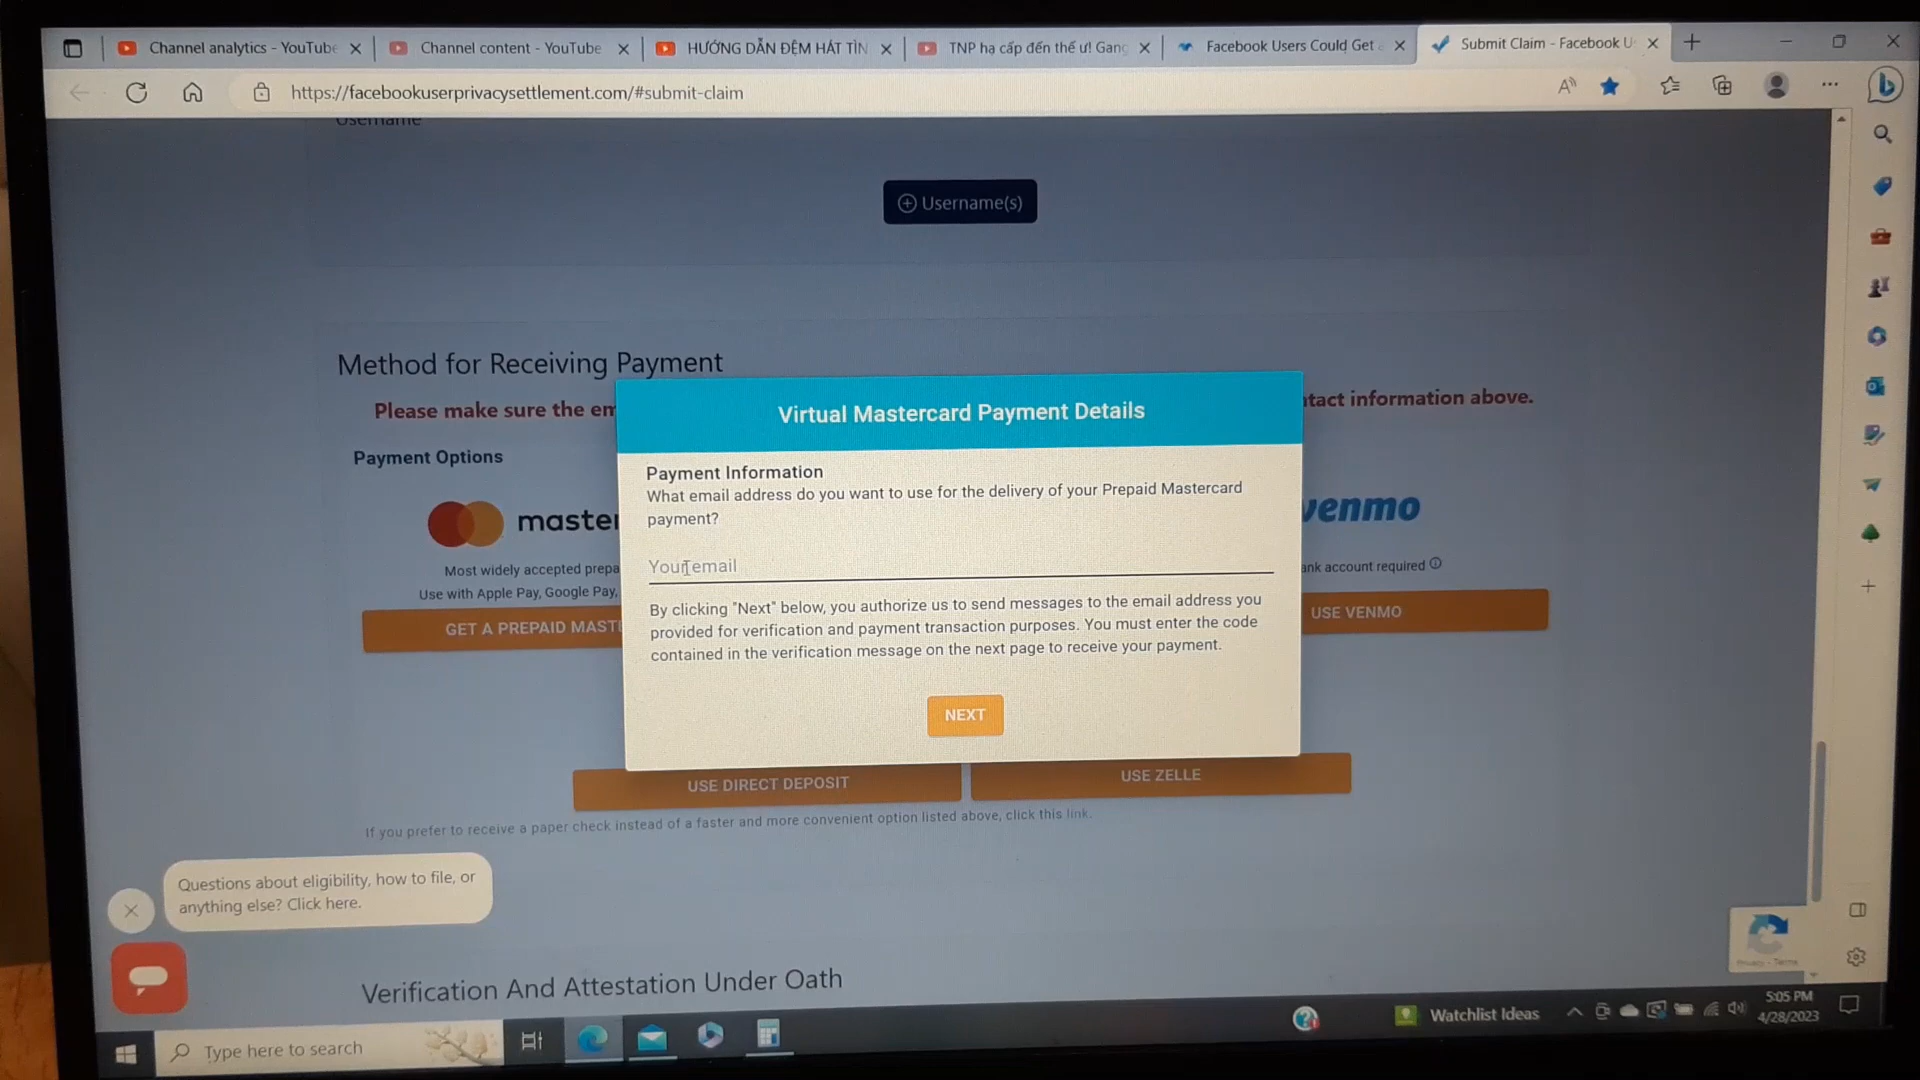 Channel analytics - YouTube
Channel content - YouTube
HƯỚNG DẪN ĐỆM HÁT TÌN
TNP hạ cấp đến thế ư! Gang
Facebook Users Could Get
Submit Claim - Facebook U
https://facebookuserprivacysettlement.com/#submit-claim
Username
Username(s)
Method for Receiving Payment
Please make sure the em
tact information above.
Virtual Mastercard Payment Details
Payment Options
Payment Information
What email address do you want to use for the delivery of your Prepaid Mastercard
payment?
master
venmo
Your email
Most widely accepted prepa
ank account required
Use with Apple Pay, Google Pay,
By clicking "Next" below, you authorize us to send messages to the email address you
provided for verification and payment transaction purposes. You must enter the code
contained in the verification message on the next page to receive your payment.
GET A PREPAID MASTE
USE VENMO
NEXT
USE DIRECT DEPOSIT
USE ZELLE
If you prefer to receive a paper check instead of a faster and more convenient option listed above, click this link.
Questions about eligibility, how to file, or
anything else? Click here.
Privacy - Terms
Verification And Attestation Under Oath
Type here to search
Watchlist Ideas
5:05 PM
4/28/2023